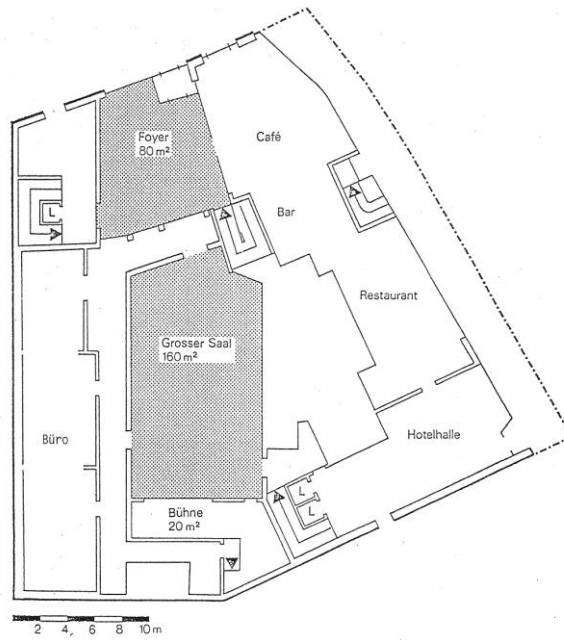 Foyer
80 m²
Café
L
Bar
Restaurant
Grosser Saal
160 m²
Büro
Hotelhalle
L
L
Bühne
20 m²
2 4 6 8 10 m